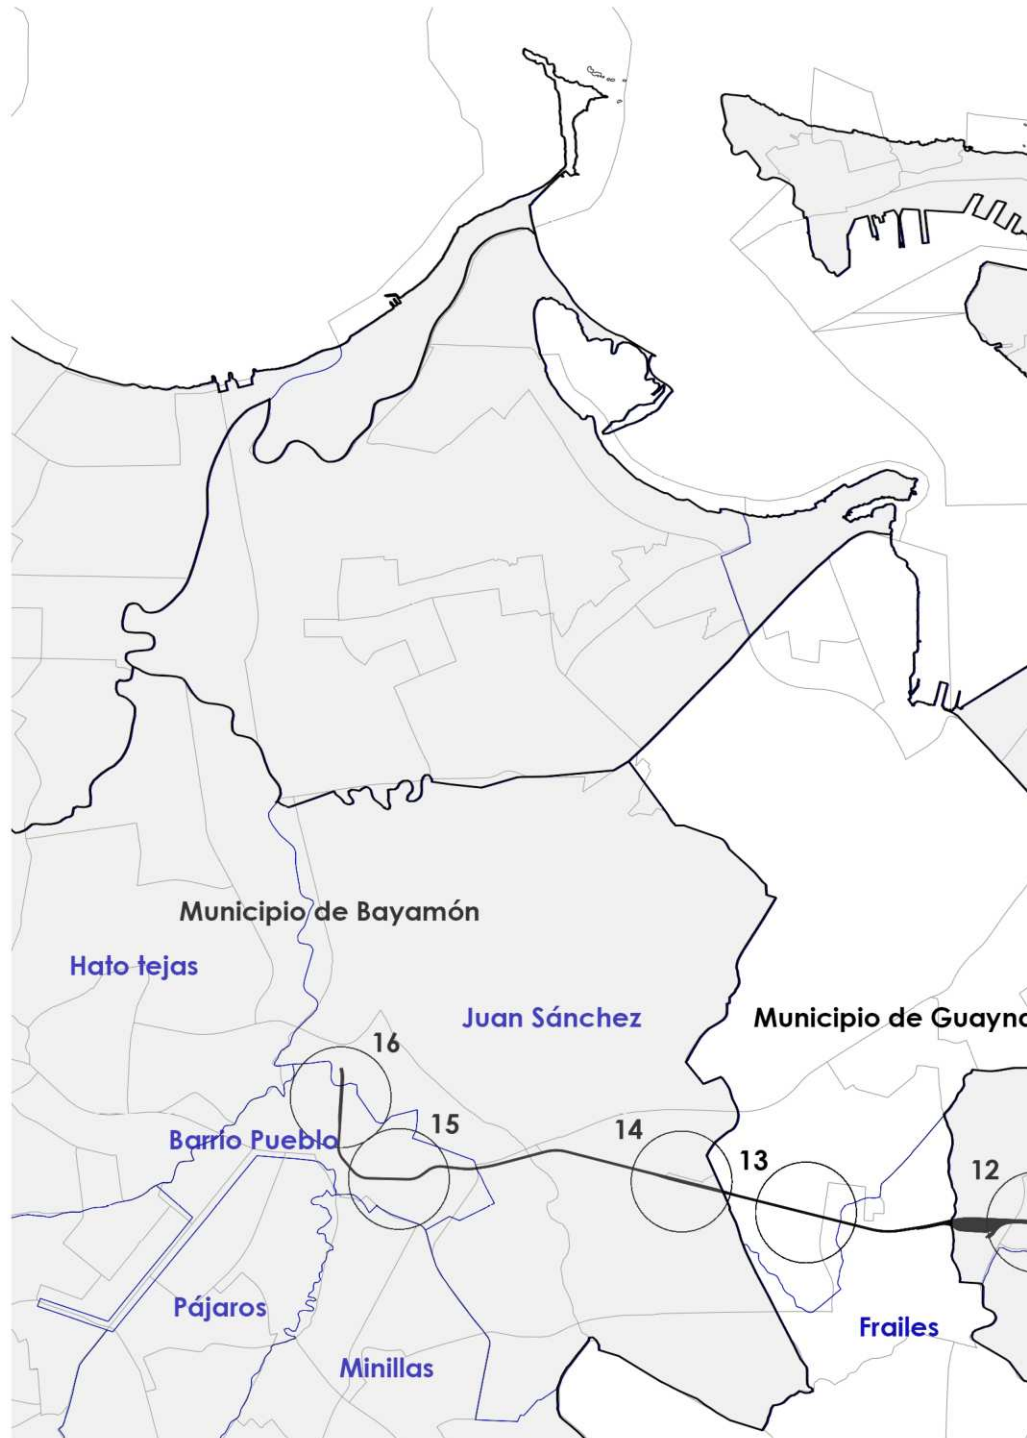 Municipio de Bayamón
Hato tejas
Juan Sánchez
Municipio de Guayna
16
15
14
13
12
Barrio Pueblo
Pájaros
Minillas
Frailes